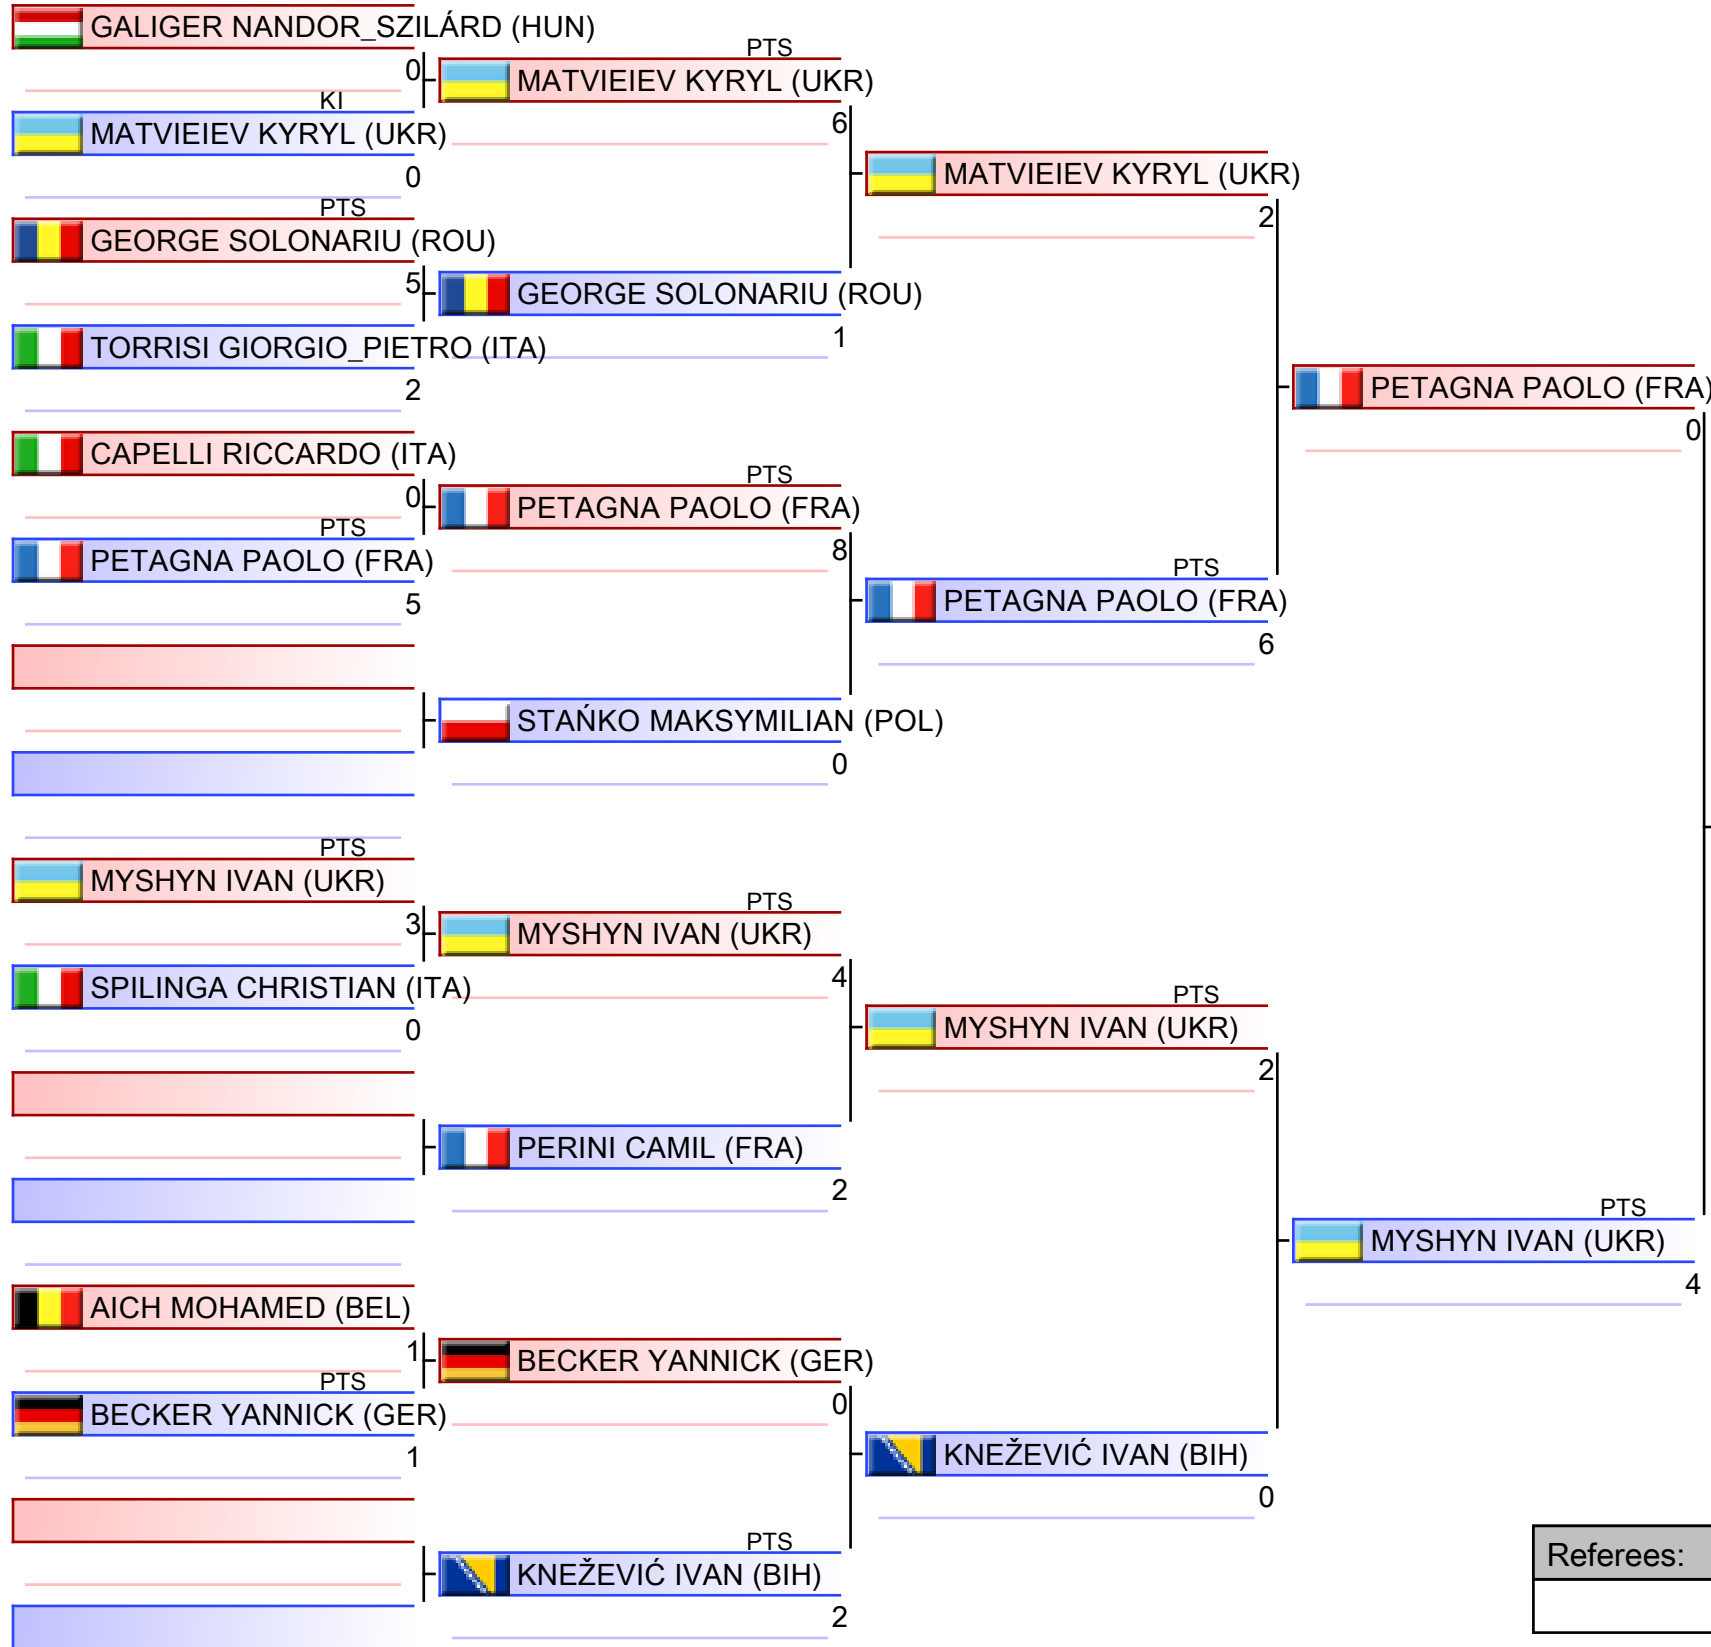 GALIGER NANDOR_SZILÁRD (HUN)
0
KI
MATVIEIEV KYRYL (UKR)
0
PTS
GEORGE SOLONARIU (ROU)
5
TORRISI GIORGIO_PIETRO (ITA)
2
CAPELLI RICCARDO (ITA)
0
PTS
PETAGNA PAOLO (FRA)
5
PTS
MYSHYN IVAN (UKR)
3
SPILINGA CHRISTIAN (ITA)
0
AICH MOHAMED (BEL)
1
PTS
BECKER YANNICK (GER)
1
PTS
MATVIEIEV KYRYL (UKR)
6
GEORGE SOLONARIU (ROU)
1
PTS
PETAGNA PAOLO (FRA)
8
STAŃKO MAKSYMILIAN (POL)
0
PTS
MYSHYN IVAN (UKR)
4
PERINI CAMIL (FRA)
2
BECKER YANNICK (GER)
0
PTS
KNEŽEVIĆ IVAN (BIH)
2
MATVIEIEV KYRYL (UKR)
2
PTS
PETAGNA PAOLO (FRA)
6
PTS
MYSHYN IVAN (UKR)
2
KNEŽEVIĆ IVAN (BIH)
0
PETAGNA PAOLO (FRA)
0
PTS
MYSHYN IVAN (UKR)
4
Referees: